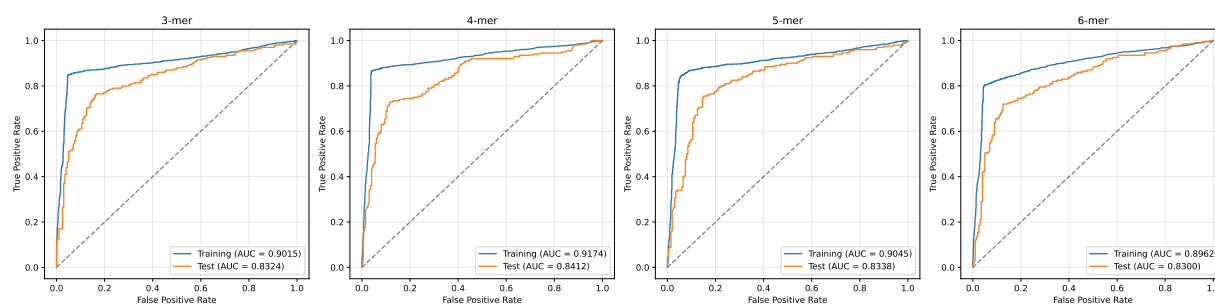 3-mer
1.0
0.8
0.6
0.4
0.2
0.0
True Positive Rate
0.0 0.2 0.4 0.6 0.8 1.0
False Positive Rate
Training (AUC = 0.9015)
Test (AUC = 0.8324)
4-mer
1.0
0.8
0.6
0.4
0.2
0.0
True Positive Rate
0.0 0.2 0.4 0.6 0.8 1.0
False Positive Rate
Training (AUC = 0.9174)
Test (AUC = 0.8412)
5-mer
1.0
0.8
0.6
0.4
0.2
0.0
True Positive Rate
0.0 0.2 0.4 0.6 0.8 1.0
False Positive Rate
Training (AUC = 0.9045)
Test (AUC = 0.8338)
6-mer
1.0
0.8
0.6
0.4
0.2
0.0
True Positive Rate
0.0 0.2 0.4 0.6 0.8 1.
False Positive Rate
Training (AUC = 0.8962
Test (AUC = 0.8300)